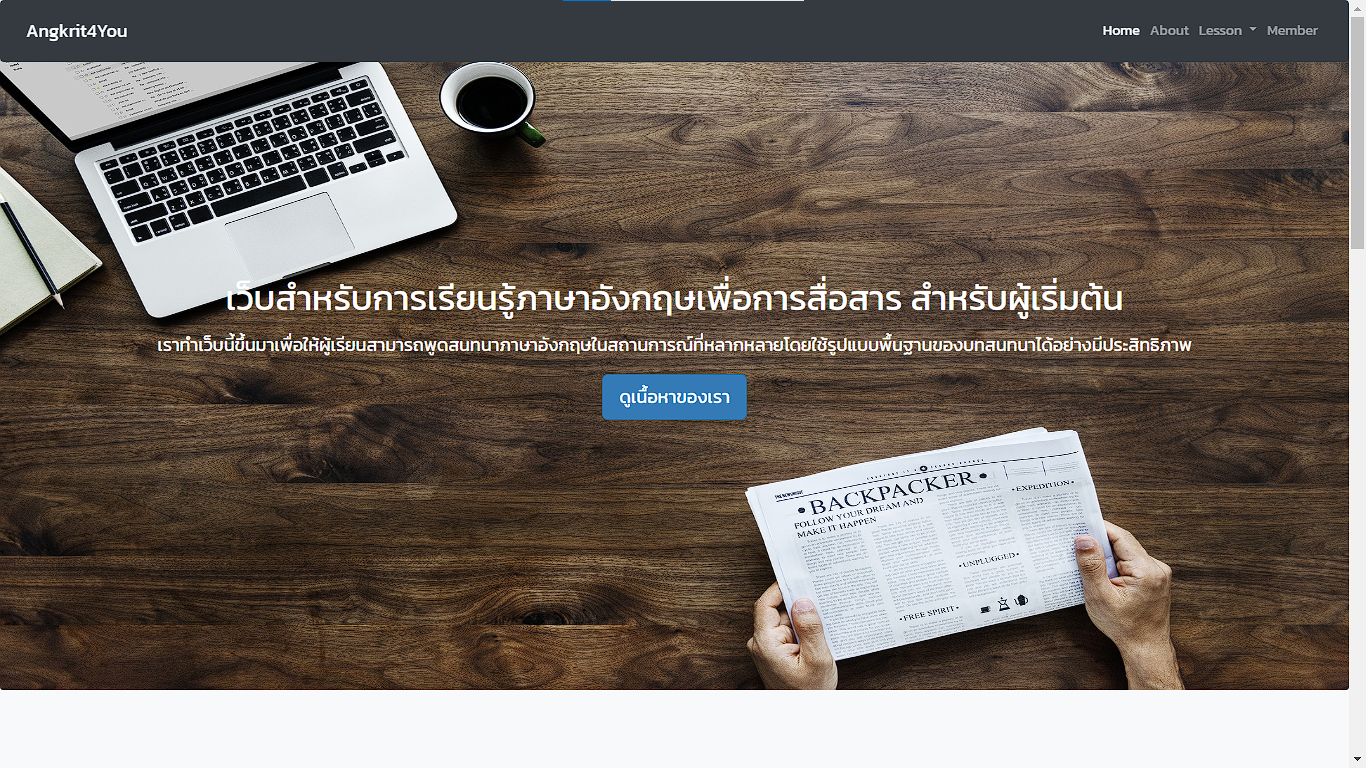 Angkrit4You
Home About Lesson Member
เว็บสำหรับการเรียนรู้ภาษาอังกฤษเพื่อการสื่อสาร สำหรับผู้เริ่มต้น
เราทำเว็บนี้ขึ้นมาเพื่อให้ผู้เรียนสามารถพูดสนทนาภาษาอังกฤษในสถานการณ์ที่หลากหลายโดยใช้รูปแบบพื้นฐานของบทสนทนาได้อย่างมีประสิทธิภาพ
ดูเนื้อหาของเรา
• BACKPACKER •
FOLLOW YOUR DREAM AND
MAKE IT HAPPEN
• EXPEDITION •
• UNPLUGGED •
• FREE SPIRIT •